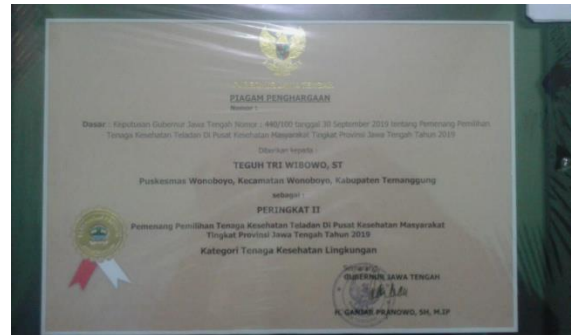 PIAGAM PENGHARGAAN
Nomor :
Dasar : Keputusan Gubernur Jawa Tengah Nomor : 440/100 tanggal 30 September 2019 tentang Pemenang Pemilihan
Tenaga Kesehatan Teladan Di Pusat Kesehatan Masyarakat Tingkat Provinsi Jawa Tengah Tahun 2019
Diberikan kepada :
TEGUH TRI WIBOWO, ST
Puskesmas Wonoboyo, Kecamatan Wonoboyo, Kabupaten Temanggung
sebagai :
PERINGKAT II
Pemenang Pemilihan Tenaga Kesehatan Teladan Di Pusat Kesehatan Masyarakat
Tingkat Provinsi Jawa Tengah Tahun 2019
Kategori Tenaga Kesehatan Lingkungan
Semarang,
GUBERNUR JAWA TENGAH
H. GANJAR PRANOWO, SH, M.IP